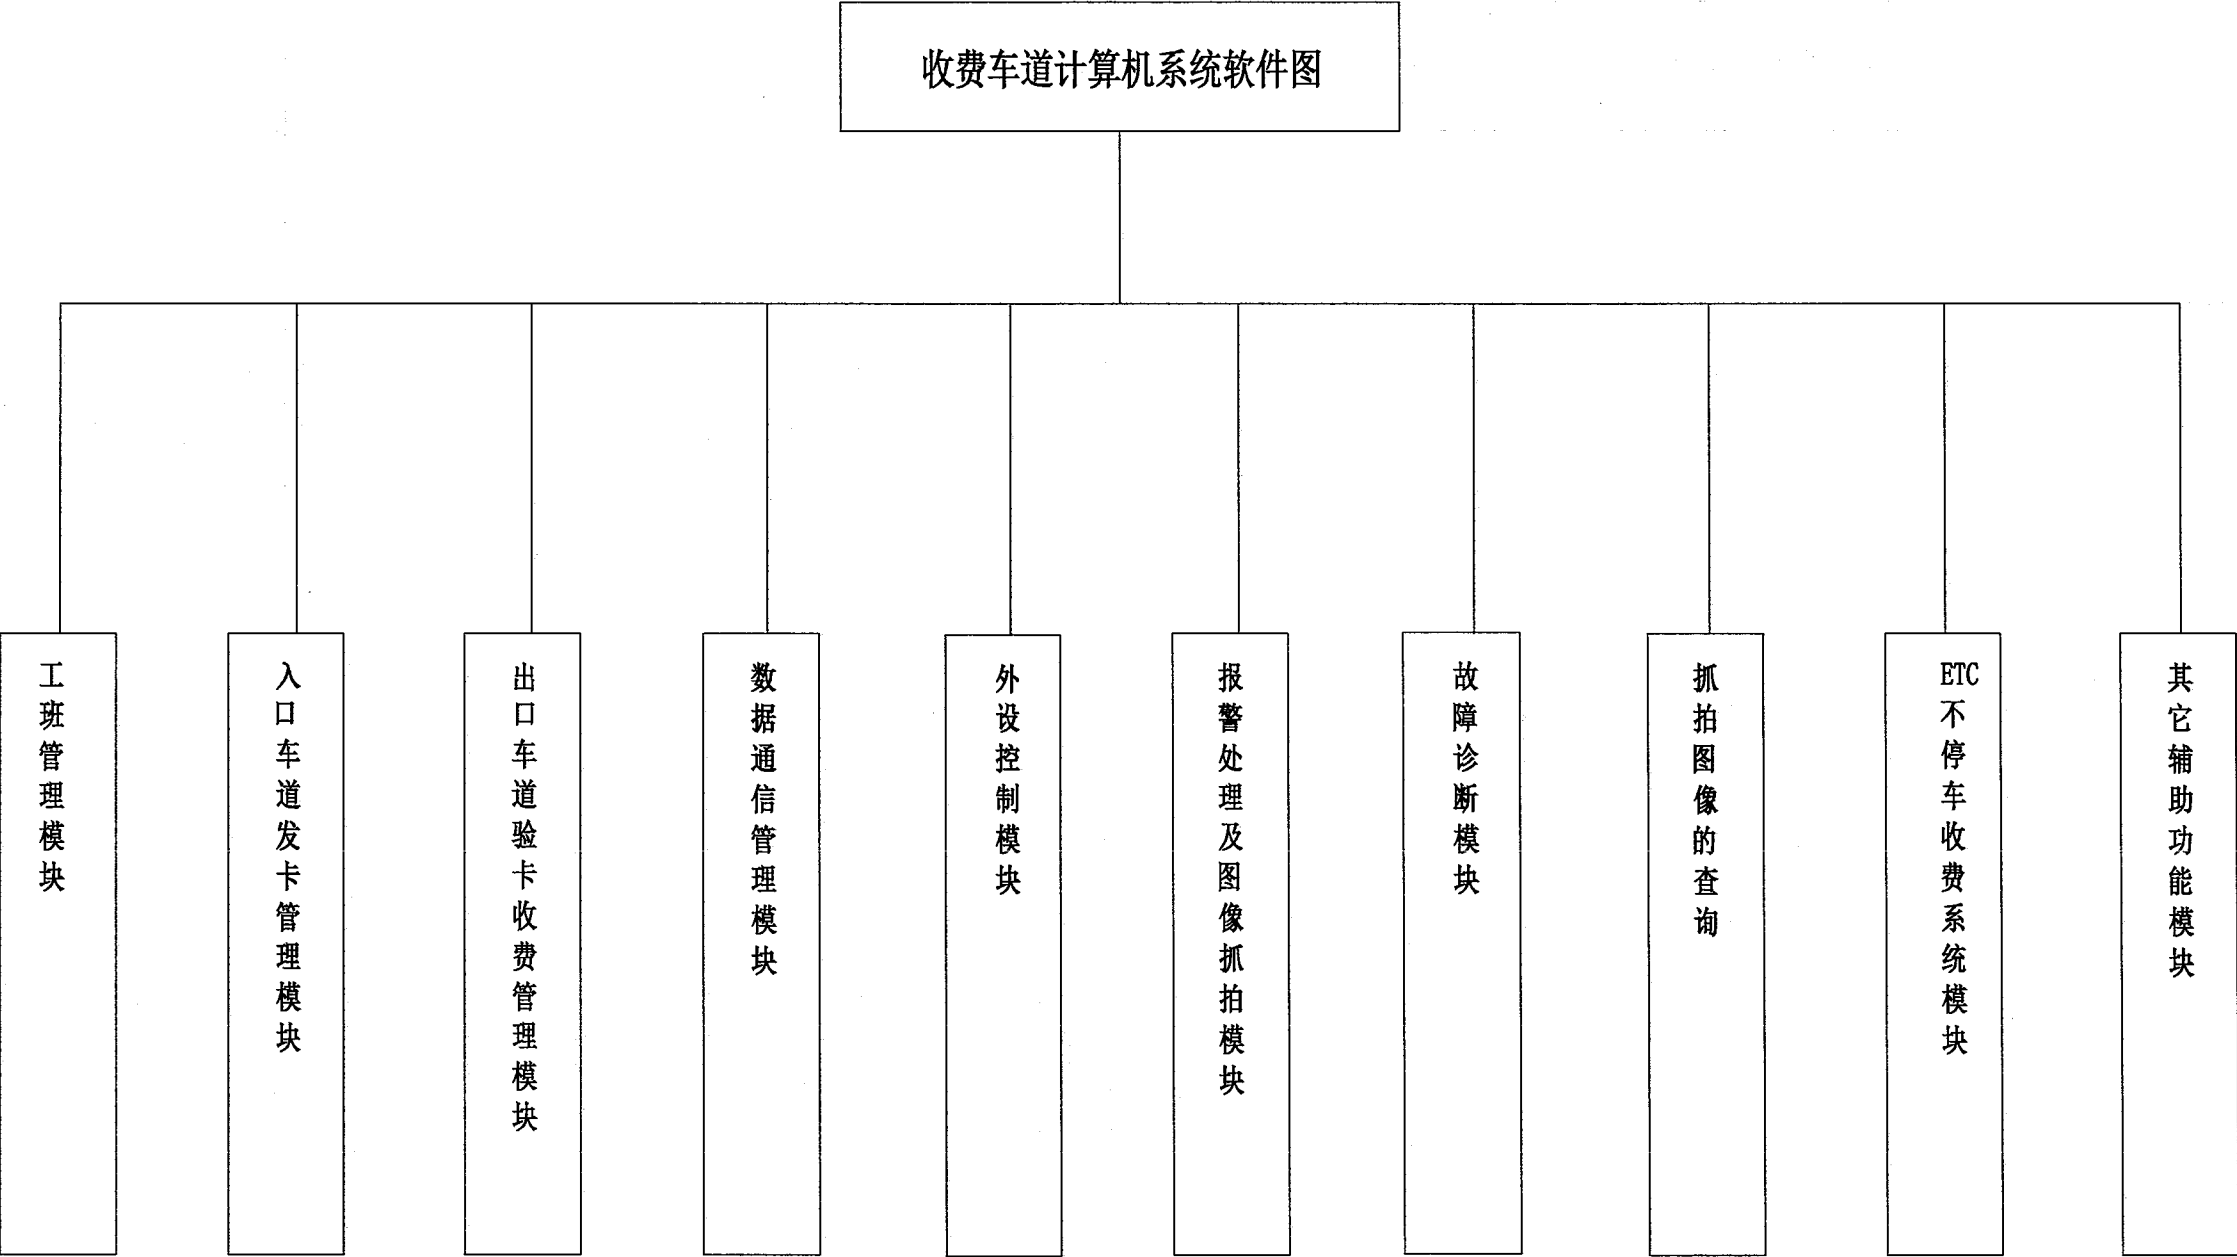 收费车道计算机系统软件图
工班管理模块
入口车道发卡管理模块
出口车道验卡收费管理模块
数据通信管理模块
外设控制模块
报警处理及图像抓拍模块
故障诊断模块
抓拍图像的查询
ETC不停车收费系统模块
其它辅助功能模块